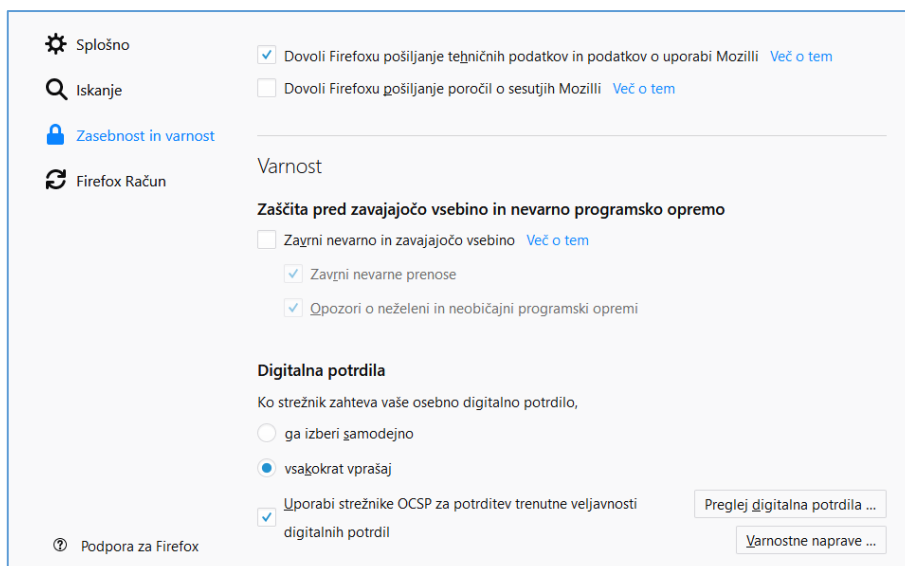 Splošno
Iskanje
Zasebnost in varnost
Firefox Račun
Podpora za Firefox
Dovoli Firefoxu pošiljanje tehničnih podatkov in podatkov o uporabi Mozilli Več o tem
Dovoli Firefoxu pošiljanje poročil o sesutjih Mozilli Več o tem
Varnost
Zaščita pred zavajajočo vsebino in nevarno programsko opremo
Zavrni nevarno in zavajajočo vsebino Več o tem
Zavrni nevarne prenose
Opozori o neželeni in neobičajni programski opremi
Digitalna potrdila
Ko strežnik zahteva vaše osebno digitalno potrdilo,
ga izberi samodejno
vsakokrat vprašaj
Uporabi strežnike OCSP za potrditev trenutne veljavnosti
digitalnih potrdil
Preglej digitalna potrdila ...
Varnostne naprave ...